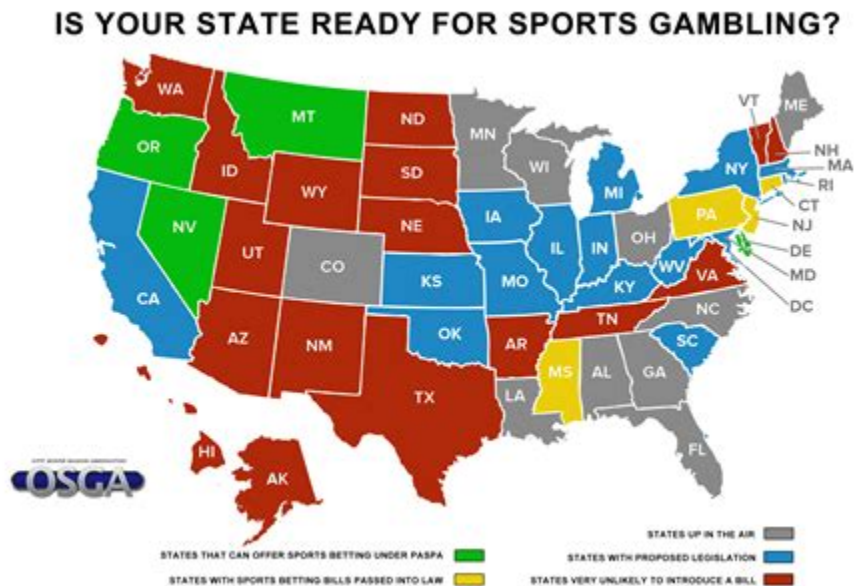 IS YOUR STATE READY FOR SPORTS GAMBLING?
WA
MT
ND
MN
VT
ME
OR
ID
SD
WI
NH
WY
MI
NY
MA
RI
NV
NE
IA
PA
CT
UT
IL
IN
OH
NJ
CO
DE
CA
KS
MO
WV
VA
MD
KY
DC
OK
TN
NC
AZ
NM
AR
SC
MS
AL
GA
TX
LA
FL
HI
AK
OSGA
STATES UP IN THE AIR
STATES THAT CAN OFFER SPORTS BETTING UNDER PASPA
STATES WITH PROPOSED LEGISLATION
STATES WITH SPORTS BETTING BILLS PASSED INTO LAW
STATES VERY UNLIKELY TO INTRODUCE A BILL